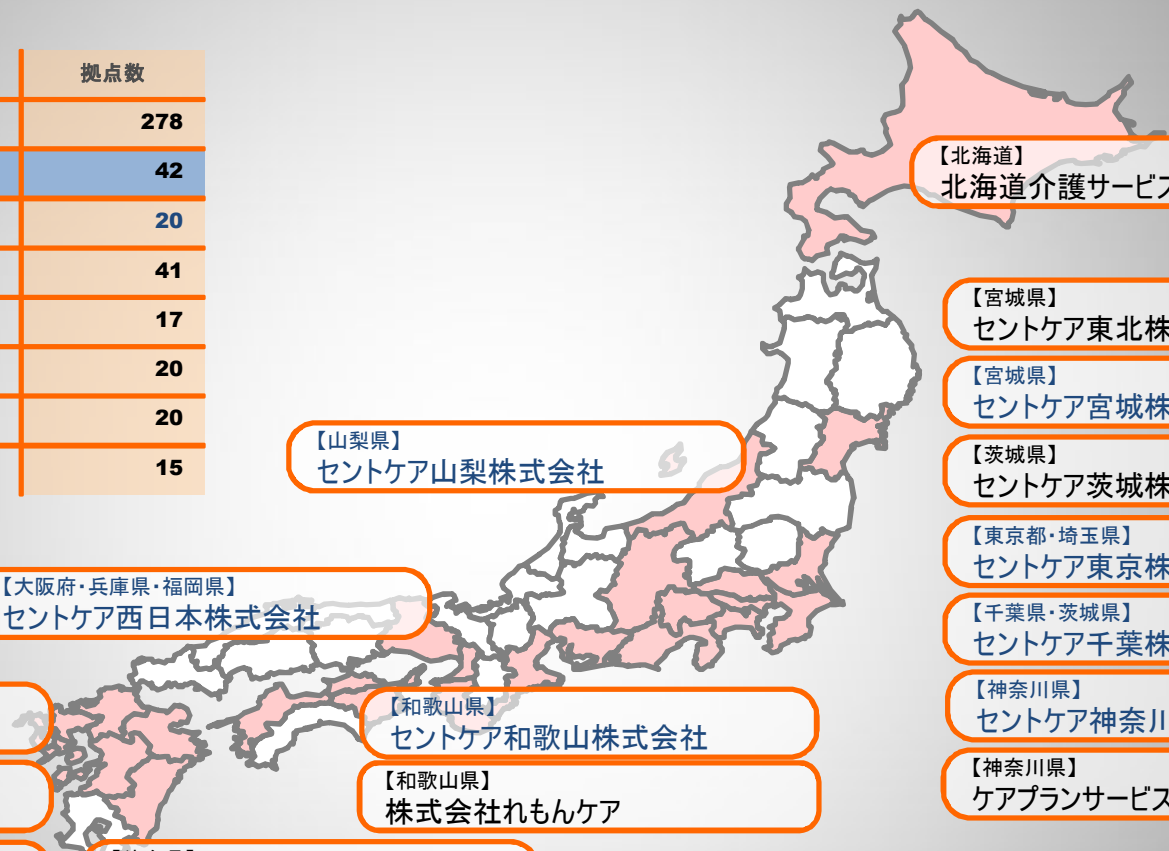 拠点数
278
42
20
41
17
20
20
15
【北海道】
北海道介護サービス
【宮城県】
セントケア東北株
【宮城県】
セントケア宮城株
【茨城県】
セントケア茨城株
【東京都・埼玉県】
セントケア東京株
【千葉県・茨城県】
セントケア千葉株
【神奈川県】
セントケア神奈川
【神奈川県】
ケアプランサービス
【山梨県】
セントケア山梨株式会社
【大阪府・兵庫県・福岡県】
セントケア西日本株式会社
【和歌山県】
セントケア和歌山株式会社
【和歌山県】
株式会社れもんケア